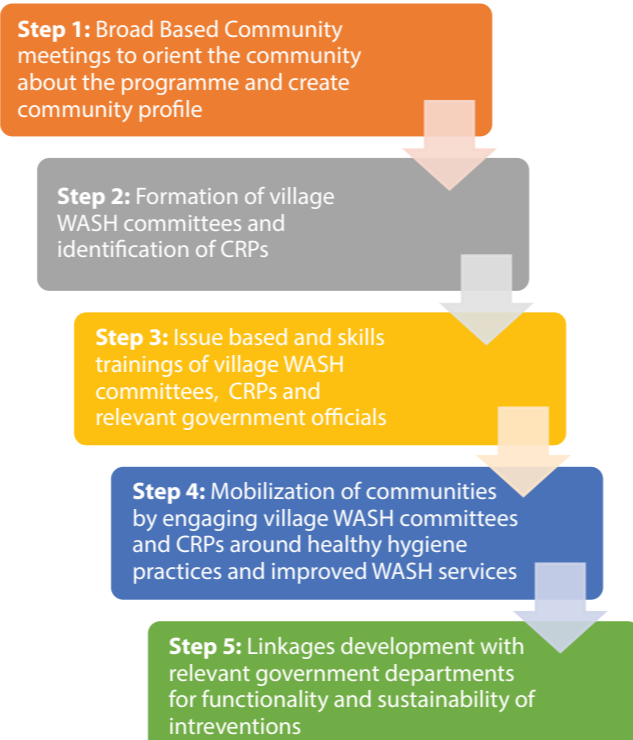 Step 1: Broad Based Community
meetings to orient the community
about the programme and create
community profile
Step 2: Formation of village
WASH committees and
identification of CRPs
Step 3: Issue based and skills
trainings of village WASH
committees, CRPs and
relevant government officials
Step 4: Mobilization of communities
by engaging village WASH committees
and CRPs around healthy hygiene
practices and improved WASH services
Step 5: Linkages development with
relevant government departments
for functionality and sustainability of
intreventions